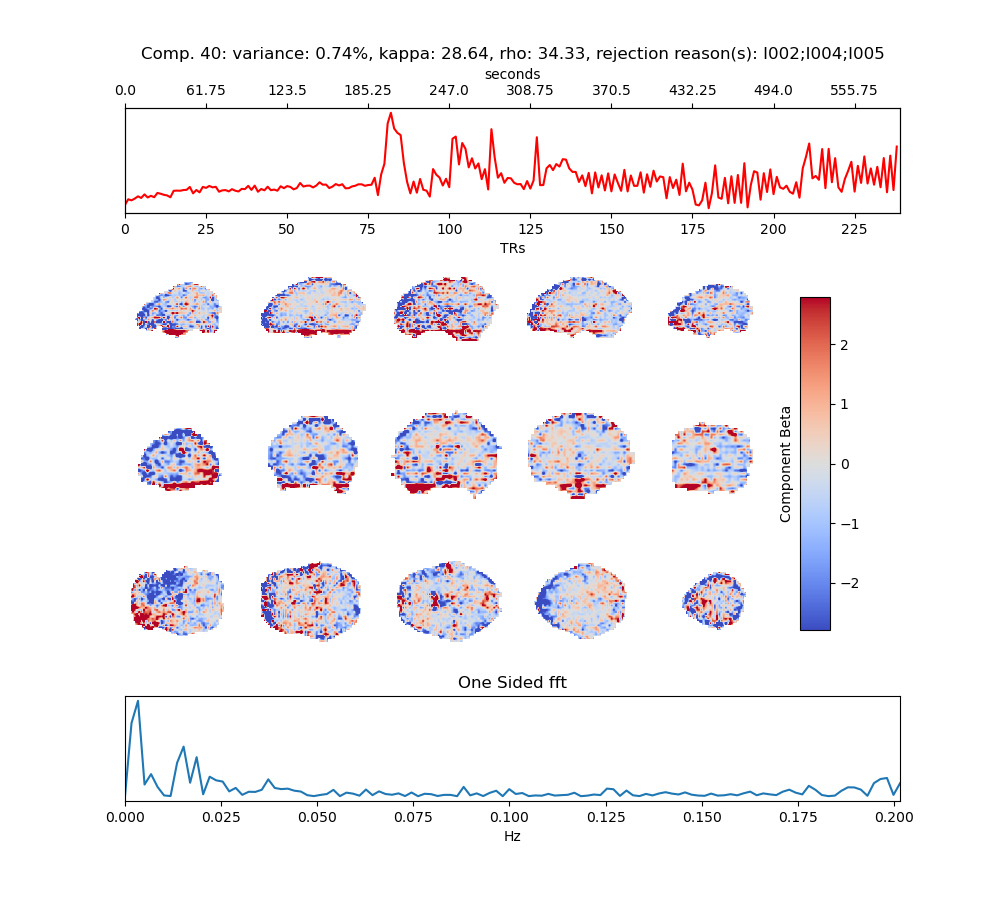 Comp. 40: variance: 0.74%, kappa: 28.64, rho: 34.33, rejection reason(s): I002;I004;I005
seconds
0.0 61.75 123.5 185.25 247.0 308.75 370.5 432.25 494.0 555.75
0 25 50 75 100 125 150 175 200 225
TRs
2
1
0
−1
−2
Component Beta
One Sided fft
0.000 0.025 0.050 0.075 0.100 0.125 0.150 0.175 0.200
Hz